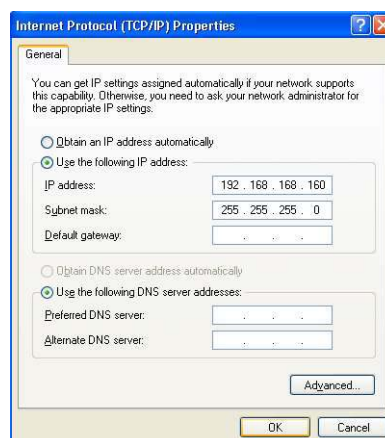 Internet Protocol (TCP/IP) Properties
General
You can get IP settings assigned automatically if your network supports
this capability. Otherwise, you need to ask your network administrator for
the appropriate IP settings.
Obtain an IP address automatically
Use the following IP address:
IP address: 192 . 168 . 168 . 160
Subnet mask: 255 . 255 . 255 . 0
Default gateway: . . .
Obtain DNS server address automatically
Use the following DNS server addresses:
Preferred DNS server: . . .
Alternate DNS server: . . .
Advanced...
OK Cancel